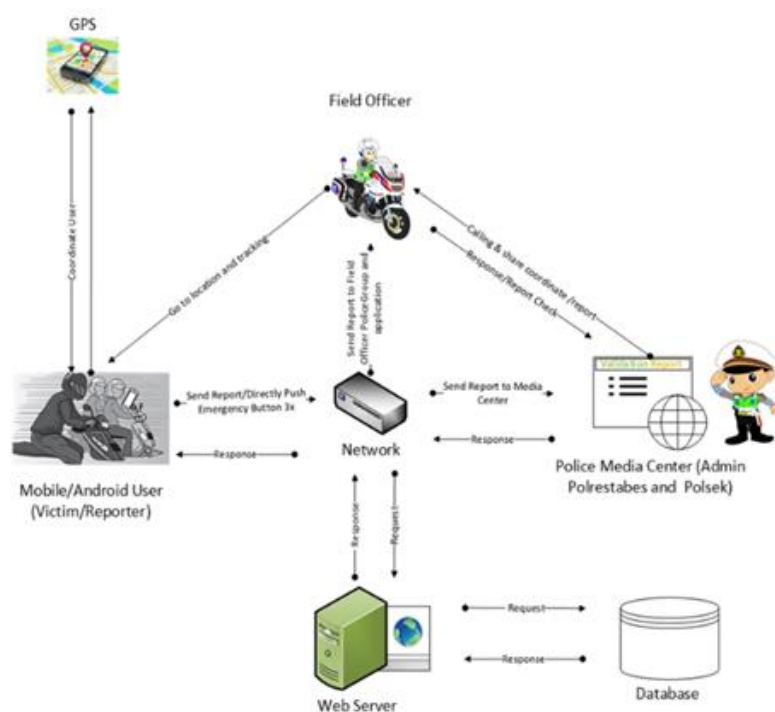 GPS
Field Officer
Coordinate User
Go to location and tracking
Send Report to Field
Officer PoliceGroup and
application
Calling & share coordinate /report
Response/Report Check
Validation Report
Send Report/Directly Push
Emergency Button 3x
Send Report to Media
Center
Response
Response
Network
Mobile/Android User
(Victim/Reporter)
Police Media Center (Admin
Polrestabes and Polsek)
Response
Request
Request
Response
Web Server
Database